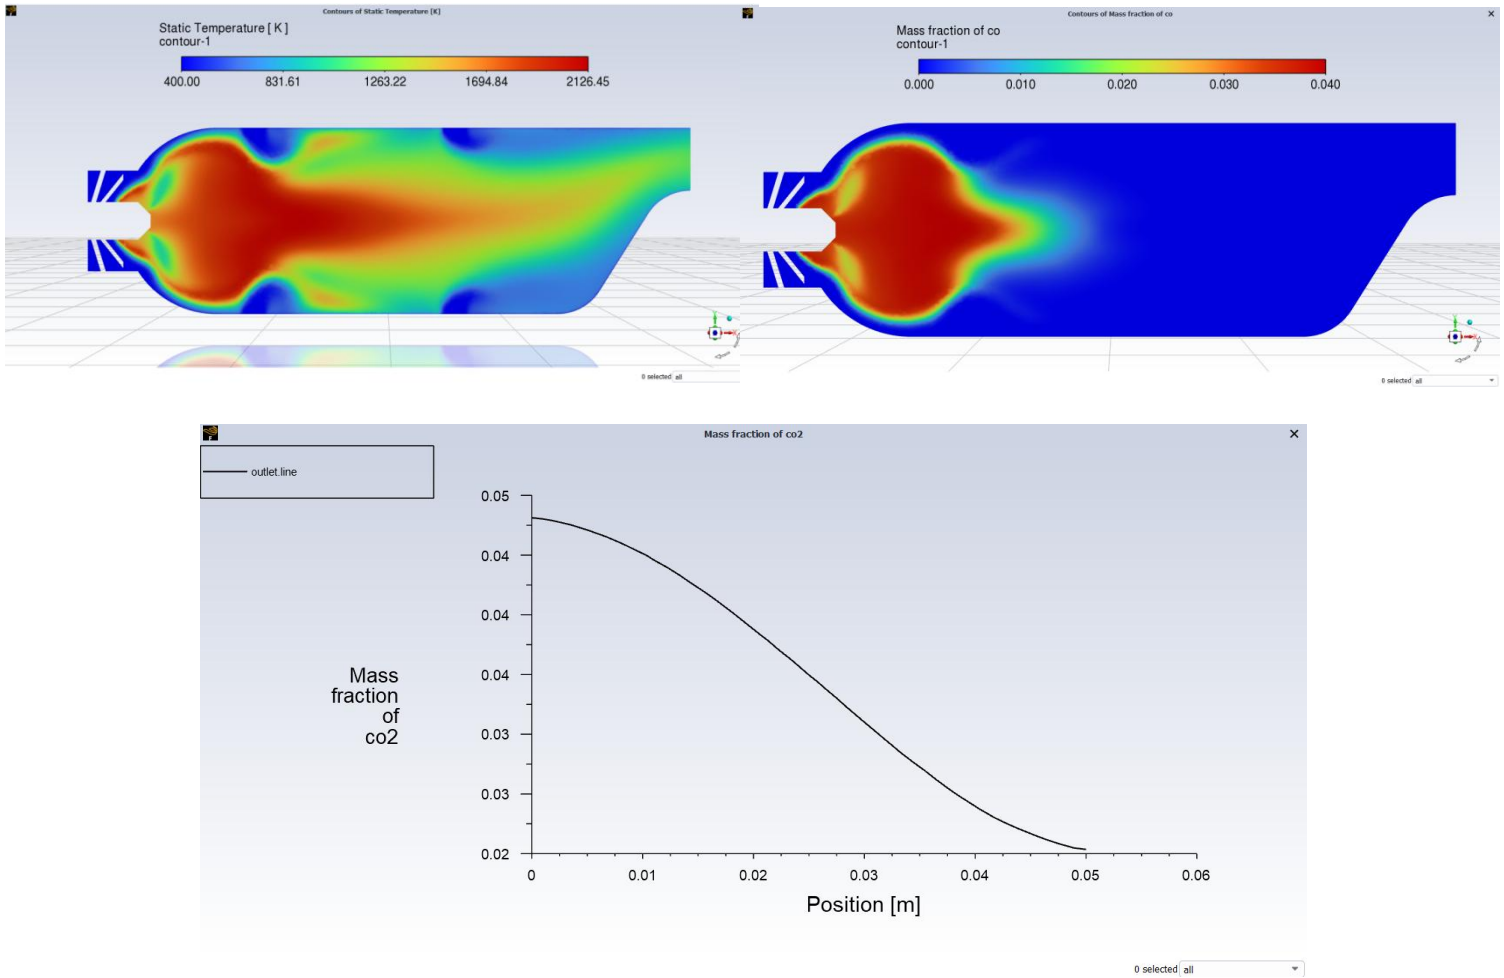 Contours of Static Temperature [K]
Static Temperature [ K ]
contour-1
400.00 831.61 1263.22 1694.84 2126.45
0 selected all
Contours of Mass fraction of co
Mass fraction of co
contour-1
0.000 0.010 0.020 0.030 0.040
0 selected all
Mass fraction of co2
outlet.line
0.05
0.04
0.04
0.04
0.03
0.03
0.02
Mass
fraction
of
co2
0 0.01 0.02 0.03 0.04 0.05 0.06
Position [m]
0 selected all